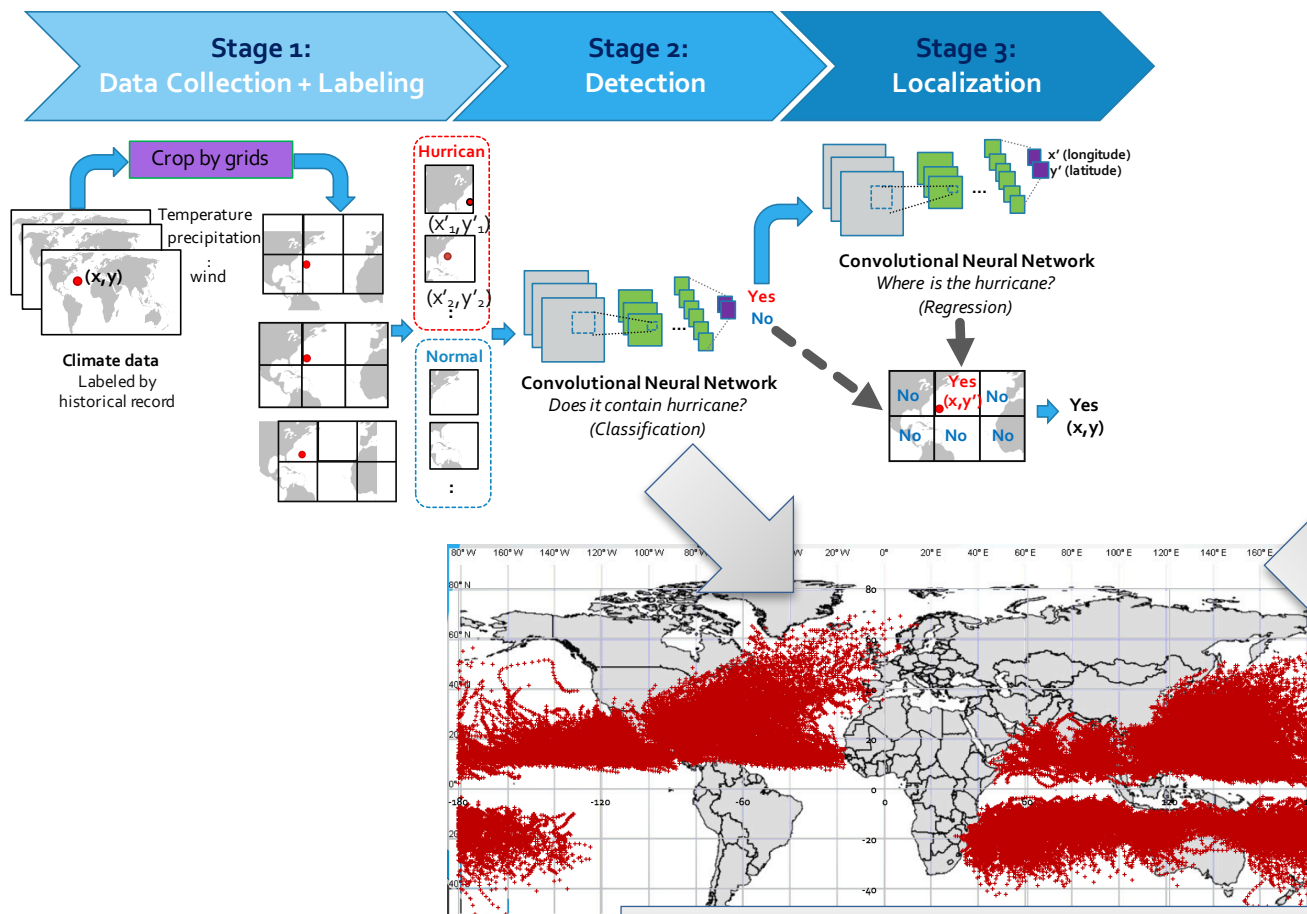 Stage 1:
Data Collection + Labeling
Stage 2:
Detection
Stage 3:
Localization
Crop by grids
Temperature
precipitation
:
wind
(x,y)
Climate data
Labeled by
historical record
Hurrican
(x'1,y'1)
(x'2,y'2)
:
Normal
:
...
Yes
No
Convolutional Neural Network
Does it contain hurricane?
(Classification)
...
x' (longitude)
y' (latitude)
Convolutional Neural Network
Where is the hurricane?
(Regression)
No
Yes
(x,y')
No
No
No
No
Yes
(x,y)
80° W 160° W 140° W 120° W 100° W 20° W 0° 20° E 40° E 60° E 80° E 100° E 120° E 140° E 160° E
80° N
80
60° N
40
20
20
0° N
0
-180
-120
-60
0
60
120
-20
-40